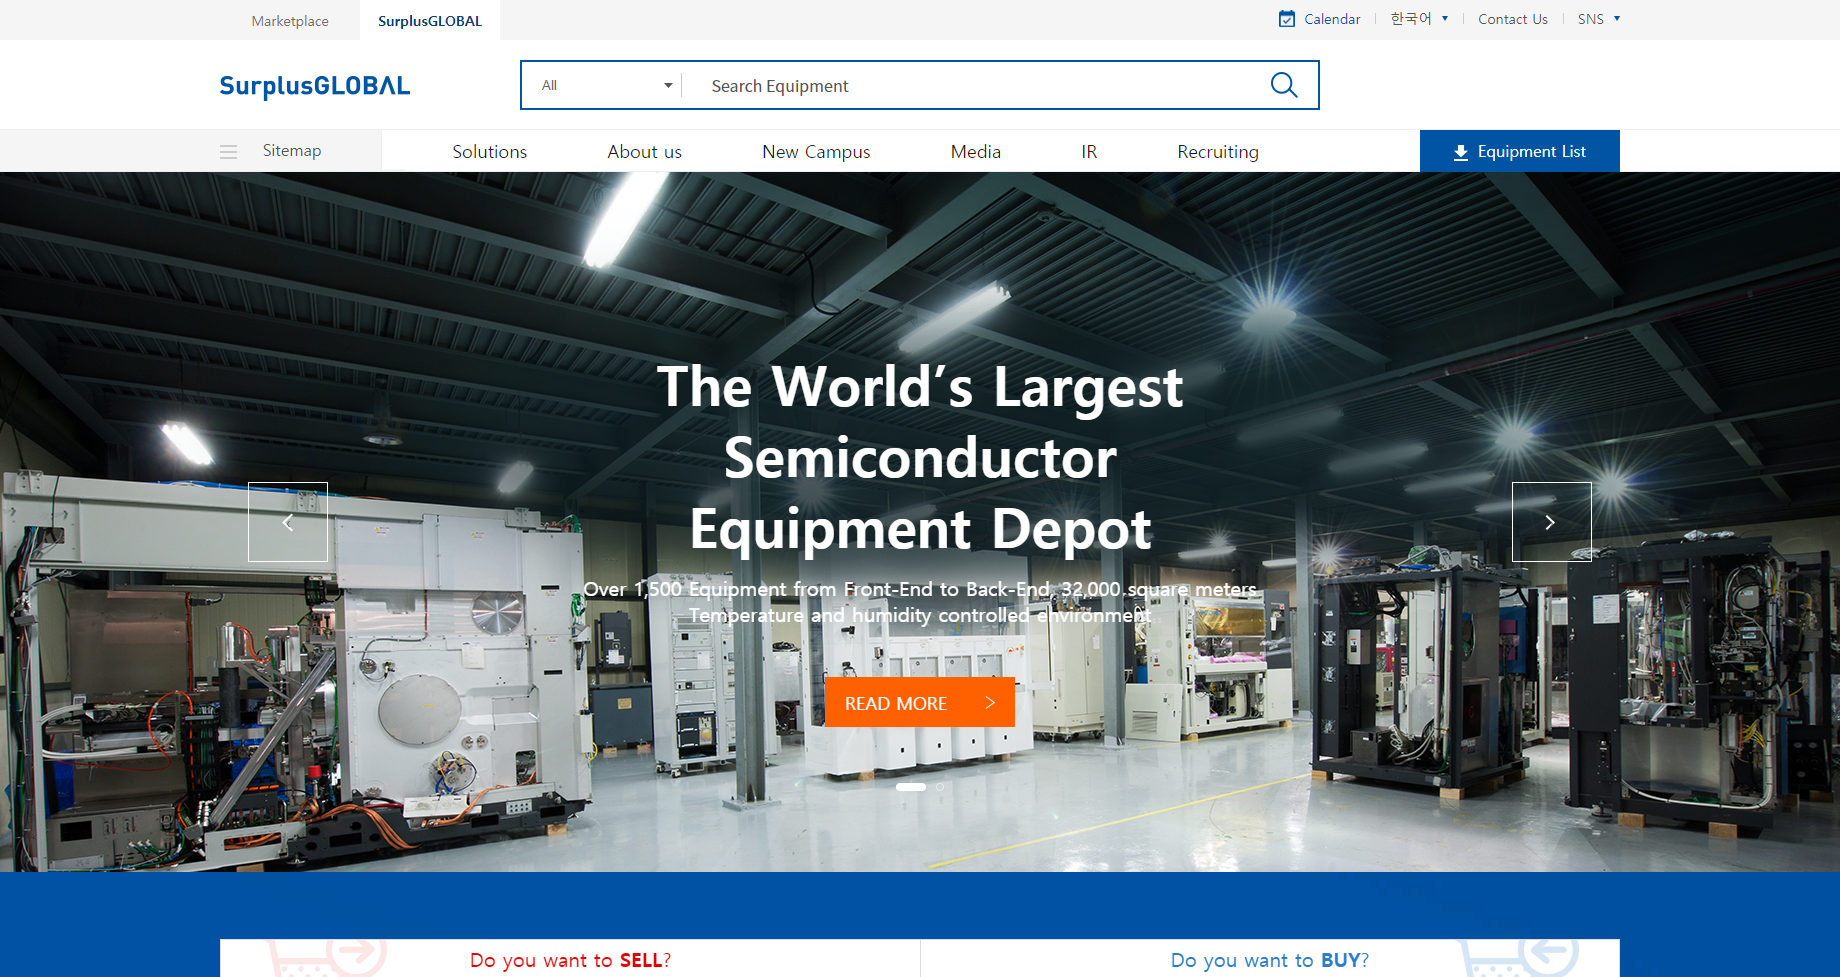 Marketplace
SurplusGLOBAL
Calendar
한국어
Contact Us
SNS
SurplusGLOBAL
All
Search Equipment
Sitemap
Solutions
About us
New Campus
Media
IR
Recruiting
Equipment List
The World's Largest
Semiconductor
Equipment Depot
Over 1,500 Equipment from Front-End to Back-End, 32,000 square meters
Temperature and humidity controlled environment
READ MORE
Do you want to SELL?
Do you want to BUY?